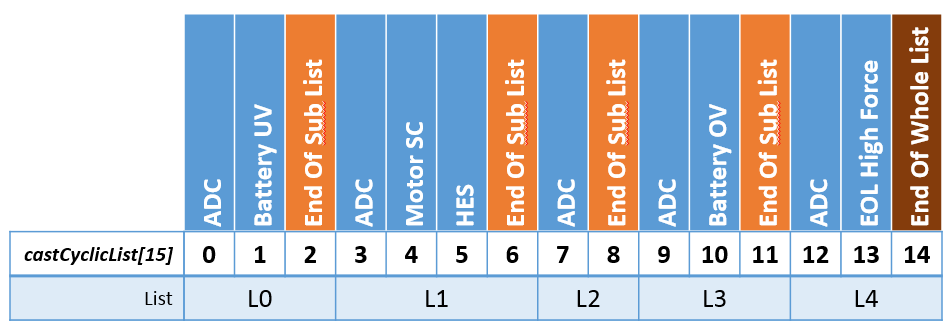 ADC
Battery UV
End Of Sub List
ADC
Motor SC
HES
End Of Sub List
ADC
End Of Sub List
ADC
Battery OV
End Of Sub List
ADC
EOL High Force
End Of Whole List
castCyclicList[15] 0 1 2 3 4 5 6 7 8 9 10 11 12 13 14
List L0 L1 L2 L3 L4